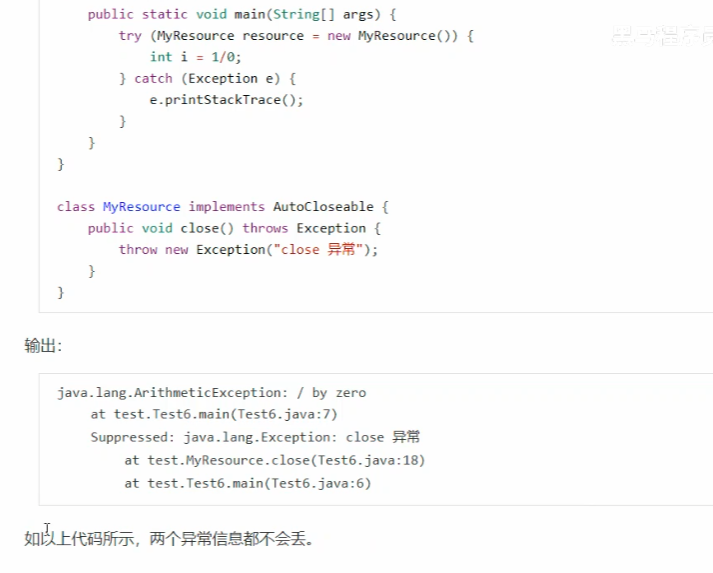 public static void main(String[] args) {
try (MyResource resource = new MyResource()) {
int i = 1/0;
} catch (Exception e) {
e.printStackTrace();
}
}
}
class MyResource implements AutoCloseable {
public void close() throws Exception {
throw new Exception("close 异常");
}
}
输出：
java.lang.ArithmeticException: / by zero
at test.Test6.main(Test6.java:7)
Suppressed: java.lang.Exception: close 异常
at test.MyResource.close(Test6.java:18)
at test.Test6.main(Test6.java:6)
如以上代码所示，两个异常信息都不会丢。